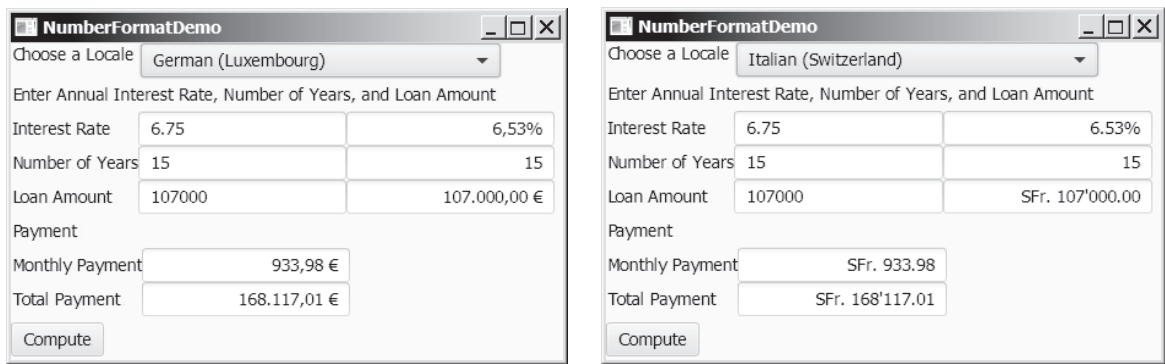 NumberFormatDemo
Choose a Locale German (Luxembourg)
Enter Annual Interest Rate, Number of Years, and Loan Amount
Interest Rate 6.75 6,53%
Number of Years 15 15
Loan Amount 107000 107.000,00 €
Payment
Monthly Payment 933,98 €
Total Payment 168.117,01 €
Compute
NumberFormatDemo
Choose a Locale Italian (Switzerland)
Enter Annual Interest Rate, Number of Years, and Loan Amount
Interest Rate 6.75 6.53%
Number of Years 15 15
Loan Amount 107000 SFr. 107'000.00
Payment
Monthly Payment SFr. 933.98
Total Payment SFr. 168'117.01
Compute